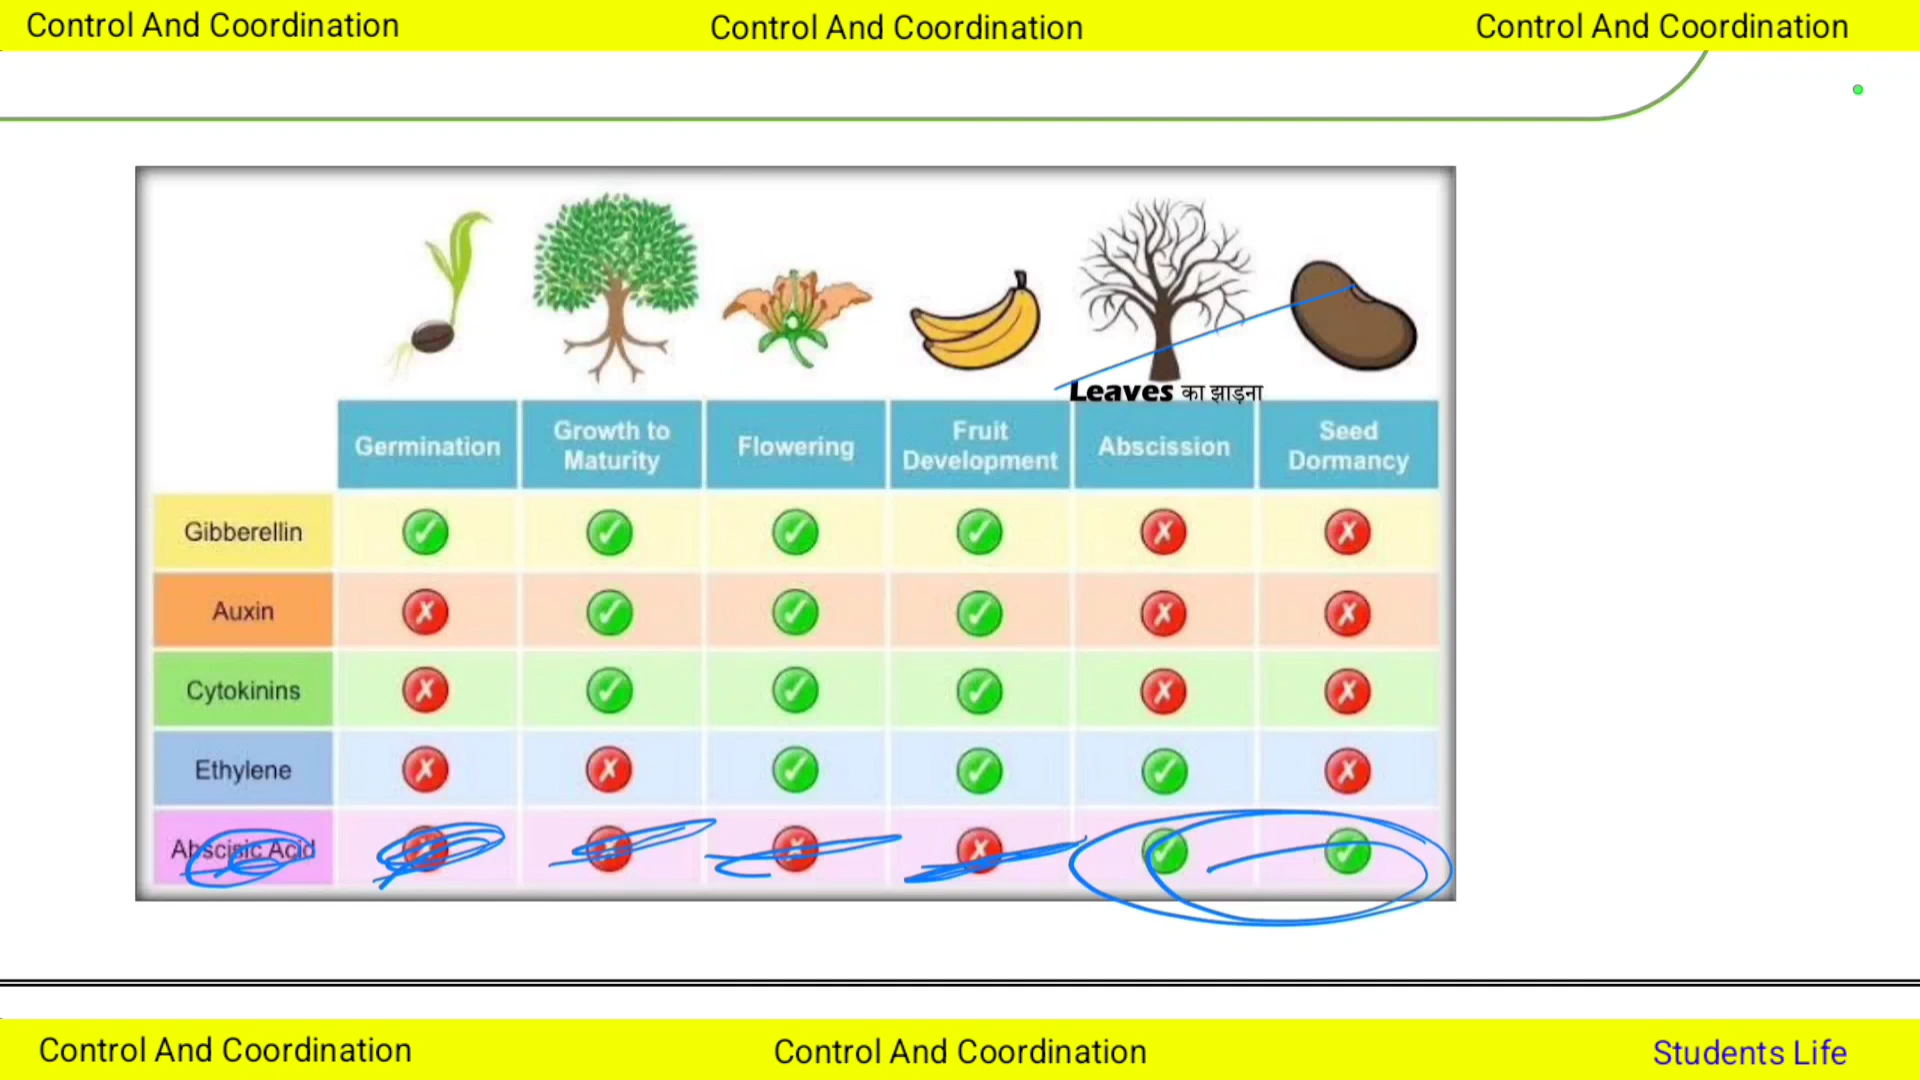 Control And Coordination Control And Coordination Control And Coordination
Leaves का झाड़ना
Germination Growth to Maturity Flowering Fruit Development Abscission Seed Dormancy
Gibberellin
Auxin
Cytokinins
Ethylene
Abscisic Acid
Control And Coordination Control And Coordination Students Life